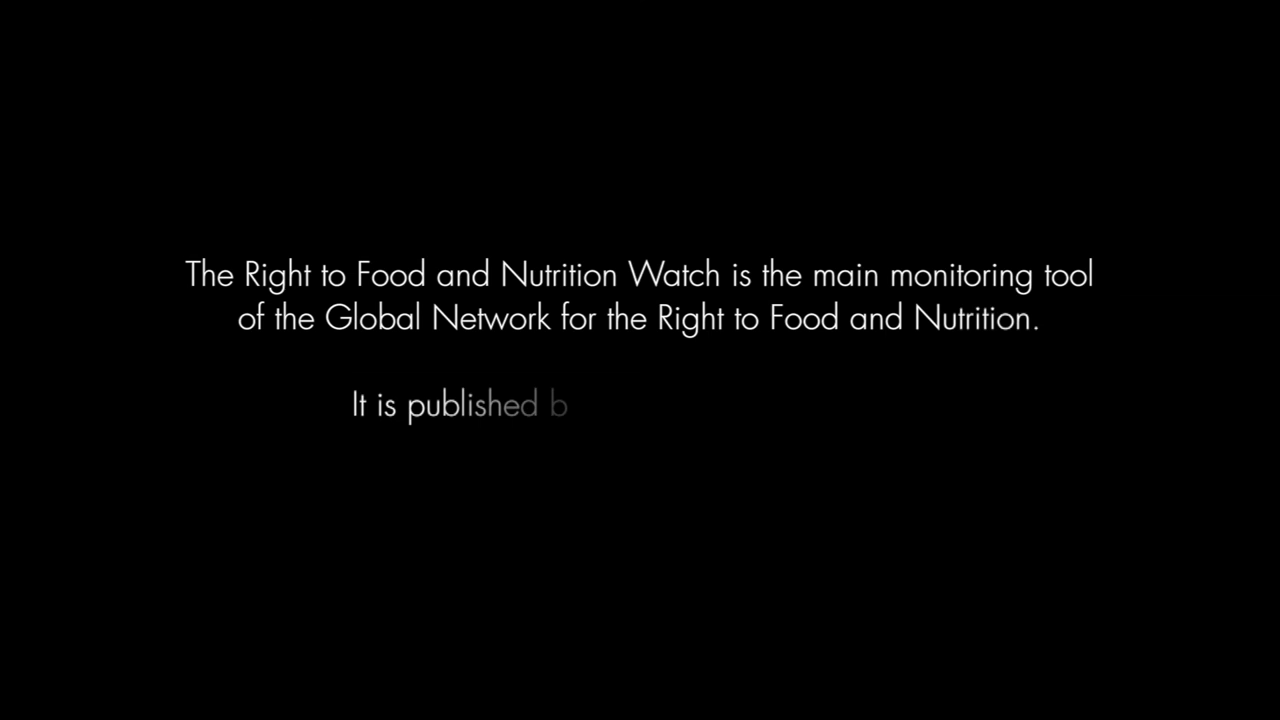 The Right to Food and Nutrition Watch is the main monitoring tool
of the Global Network for the Right to Food and Nutrition.
It is published b